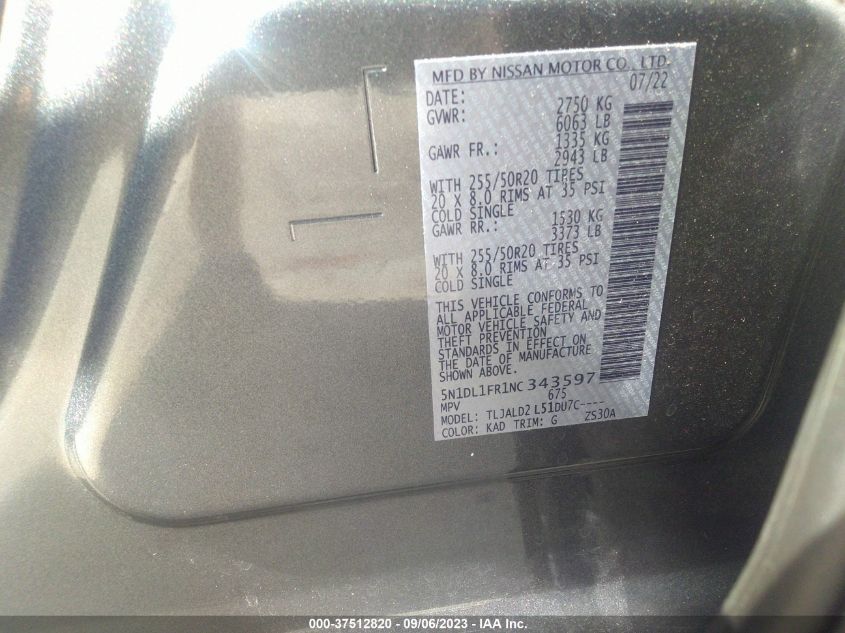 MFD BY NISSAN MOTOR CO., LTD.
DATE: 07/22
GVWR: 2750 KG
6063 LB
GAWR FR.: 1335 KG
2943 LB
WITH 255/50R20 TIRES
20 X 8.0 RIMS AT 35 PSI
COLD SINGLE
GAWR RR.: 1530 KG
3373 LB
WITH 255/50R20 TIRES
20 X 8.0 RIMS AT 35 PSI
COLD SINGLE
THIS VEHICLE CONFORMS TO
ALL APPLICABLE FEDERAL
MOTOR VEHICLE SAFETY AND
THEFT PREVENTION
STANDARDS IN EFFECT ON
THE DATE OF MANUFACTURE
SHOWN ABOVE.
5N1DL1FR1NC 343597
MPV 675
MODEL: TLJALD2 L51DU7C----
COLOR: KAD TRIM: G ZS30A
000-37512820 - 09/06/2023 - IAA Inc.